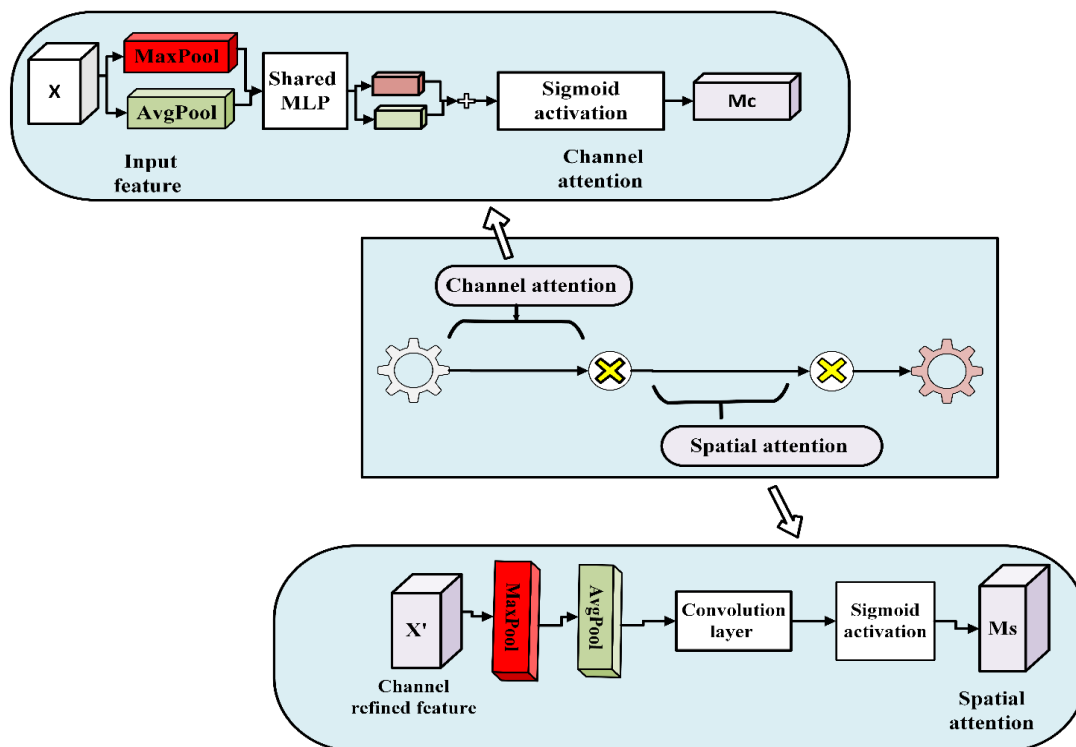 X
MaxPool
AvgPool
Shared
MLP
Sigmoid
activation
Mc
Input
feature
Channel
attention
Channel attention
Spatial attention
X'
MaxPool
AvgPool
Convolution
layer
Sigmoid
activation
Ms
Channel
refined feature
Spatial
attention